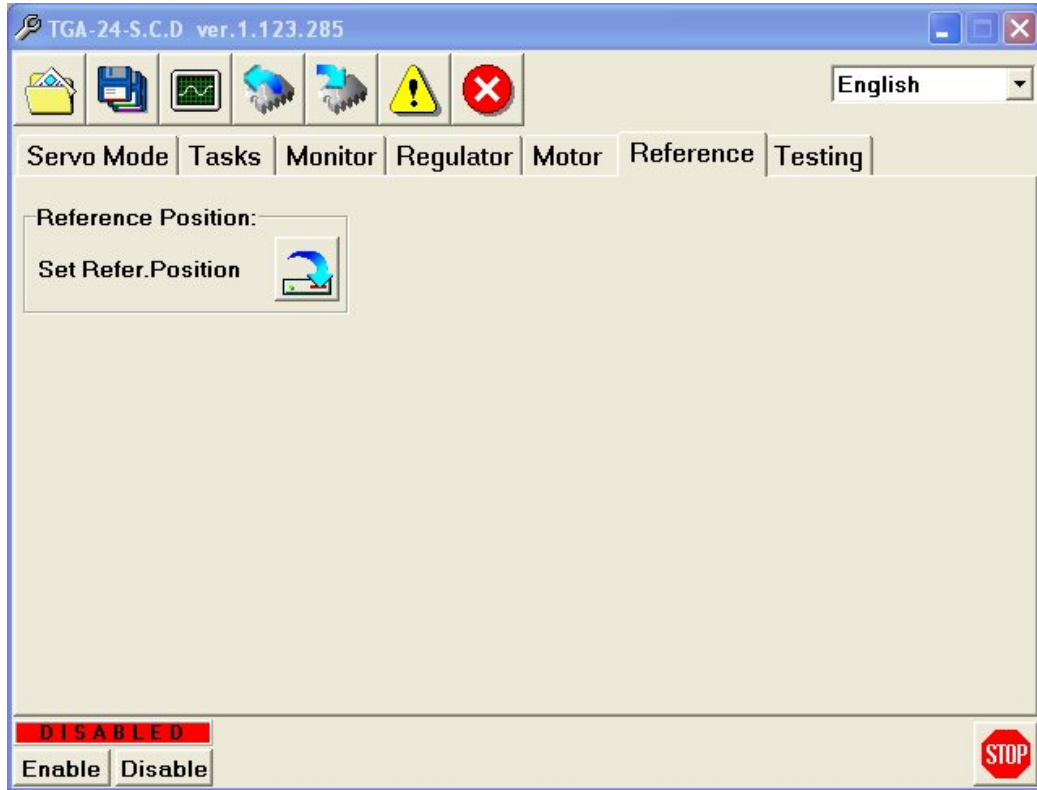 TGA-24-S.C.D ver.1.123.285
English
Servo Mode Tasks Monitor Regulator Motor Reference Testing
Reference Position:
Set Refer.Position
DISABLED
Enable Disable
STOP